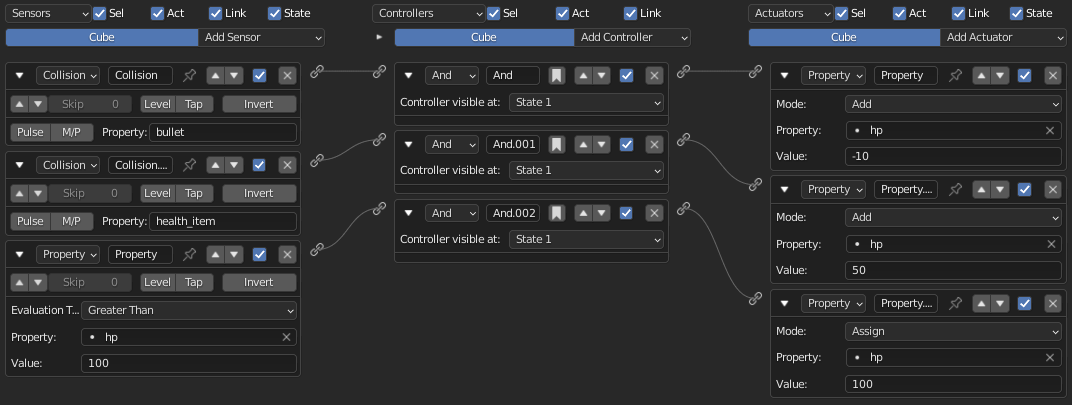 Sensors Sel Act Link State
Cube Add Sensor
Collision Collision
Skip 0 Level Tap Invert
Pulse M/P Property: bullet
Collision Collision....
Skip 0 Level Tap Invert
Pulse M/P Property: health_item
Property Property
Skip 0 Level Tap Invert
Evaluation T... Greater Than
Property: hp
Value: 100
Controllers Sel Act Link
Cube Add Controller
And And
Controller visible at: State 1
And And.001
Controller visible at: State 1
And And.002
Controller visible at: State 1
Actuators Sel Act Link State
Cube Add Actuator
Property Property
Mode: Add
Property: hp
Value: -10
Property Property....
Mode: Add
Property: hp
Value: 50
Property Property....
Mode: Assign
Property: hp
Value: 100